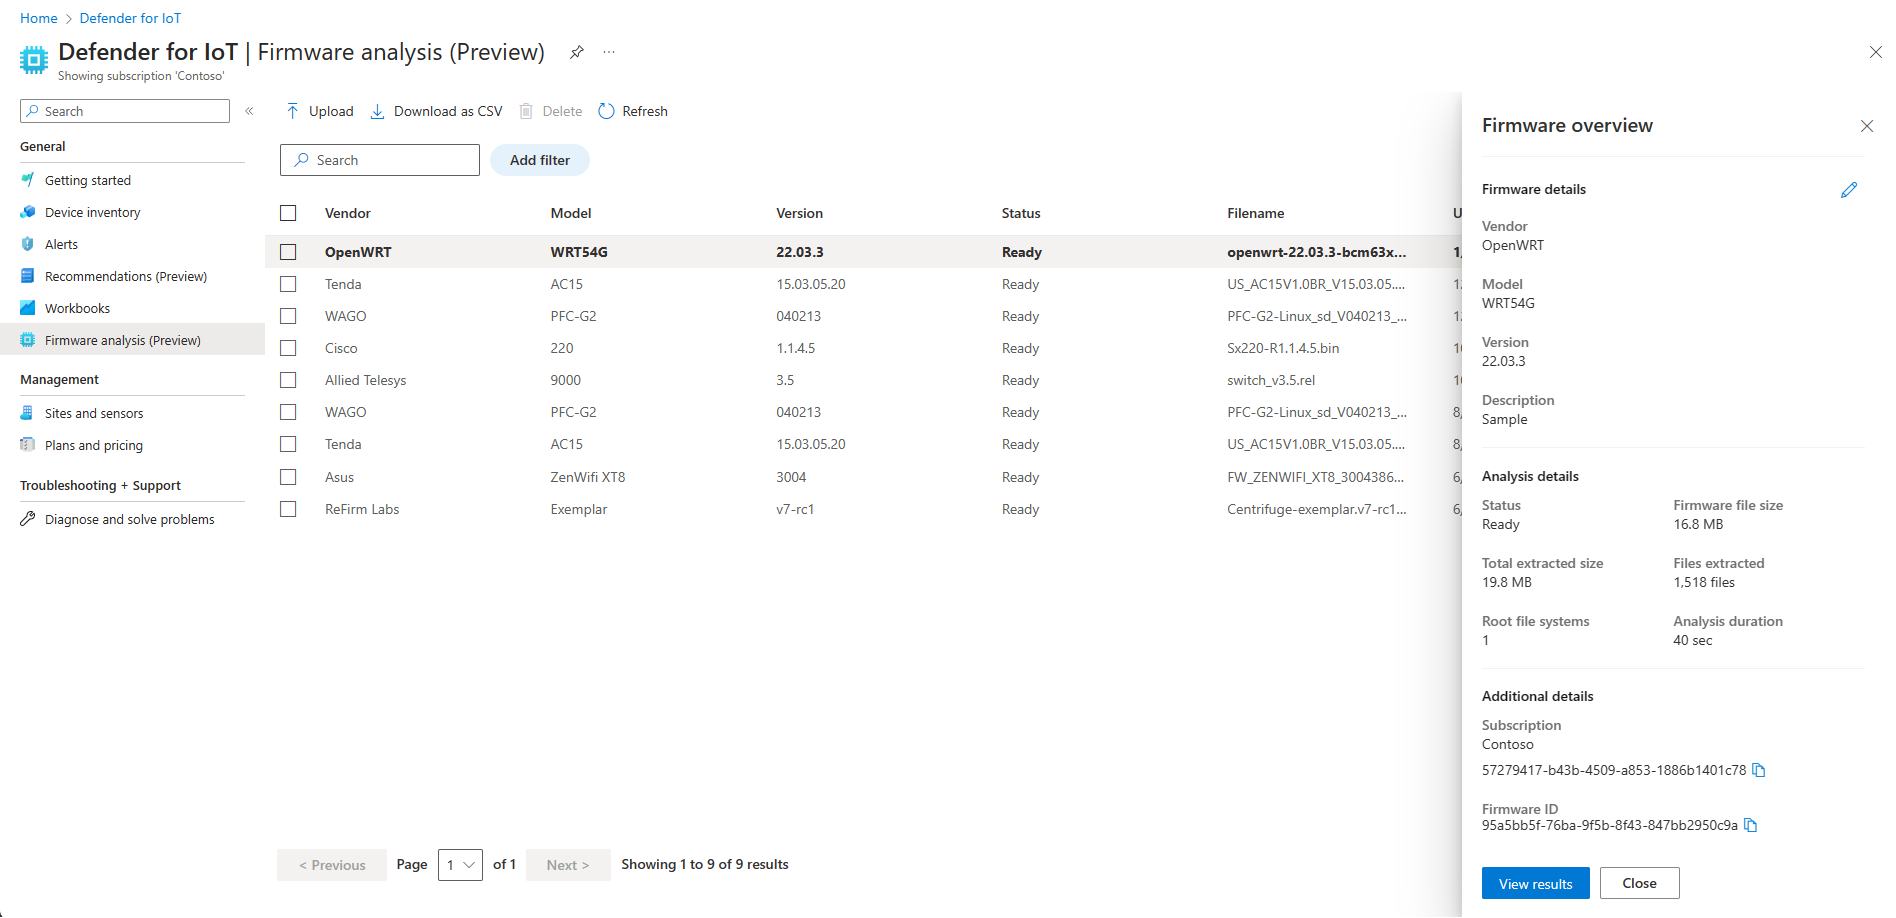 Home > Defender for IoT
Defender for IoT | Firmware analysis (Preview) ...
Showing subscription 'Contoso'
Search «
General
Getting started
Device inventory
Alerts
Recommendations (Preview)
Workbooks
Firmware analysis (Preview)
Management
Sites and sensors
Plans and pricing
Troubleshooting + Support
Diagnose and solve problems
Upload Download as CSV Delete Refresh
Search Add filter
Vendor Model Version Status Filename U
OpenWRT WRT54G 22.03.3 Ready openwrt-22.03.3-bcm63x... 1,
Tenda AC15 15.03.05.20 Ready US_AC15V1.0BR_V15.03.05....
WAGO PFC-G2 040213 Ready PFC-G2-Linux_sd_V040213_...
Cisco 220 1.1.4.5 Ready Sx220-R1.1.4.5.bin
Allied Telesys 9000 3.5 Ready switch_v3.5.rel
WAGO PFC-G2 040213 Ready PFC-G2-Linux_sd_V040213_... 8,
Tenda AC15 15.03.05.20 Ready US_AC15V1.0BR_V15.03.05.... 8,
Asus ZenWifi XT8 3004 Ready FW_ZENWIFI_XT8_3004386... 6,
ReFirm Labs Exemplar v7-rc1 Ready Centrifuge-exemplar.v7-rc1... 6,
< Previous Page 1 of 1 Next > Showing 1 to 9 of 9 results
Firmware overview
Firmware details
Vendor
OpenWRT
Model
WRT54G
Version
22.03.3
Description
Sample
Analysis details
Status Firmware file size
Ready 16.8 MB
Total extracted size Files extracted
19.8 MB 1,518 files
Root file systems Analysis duration
1 40 sec
Additional details
Subscription
Contoso
57279417-b43b-4509-a853-1886b1401c78
Firmware ID
95a5bb5f-76ba-9f5b-8f43-847bb2950c9a
View results Close